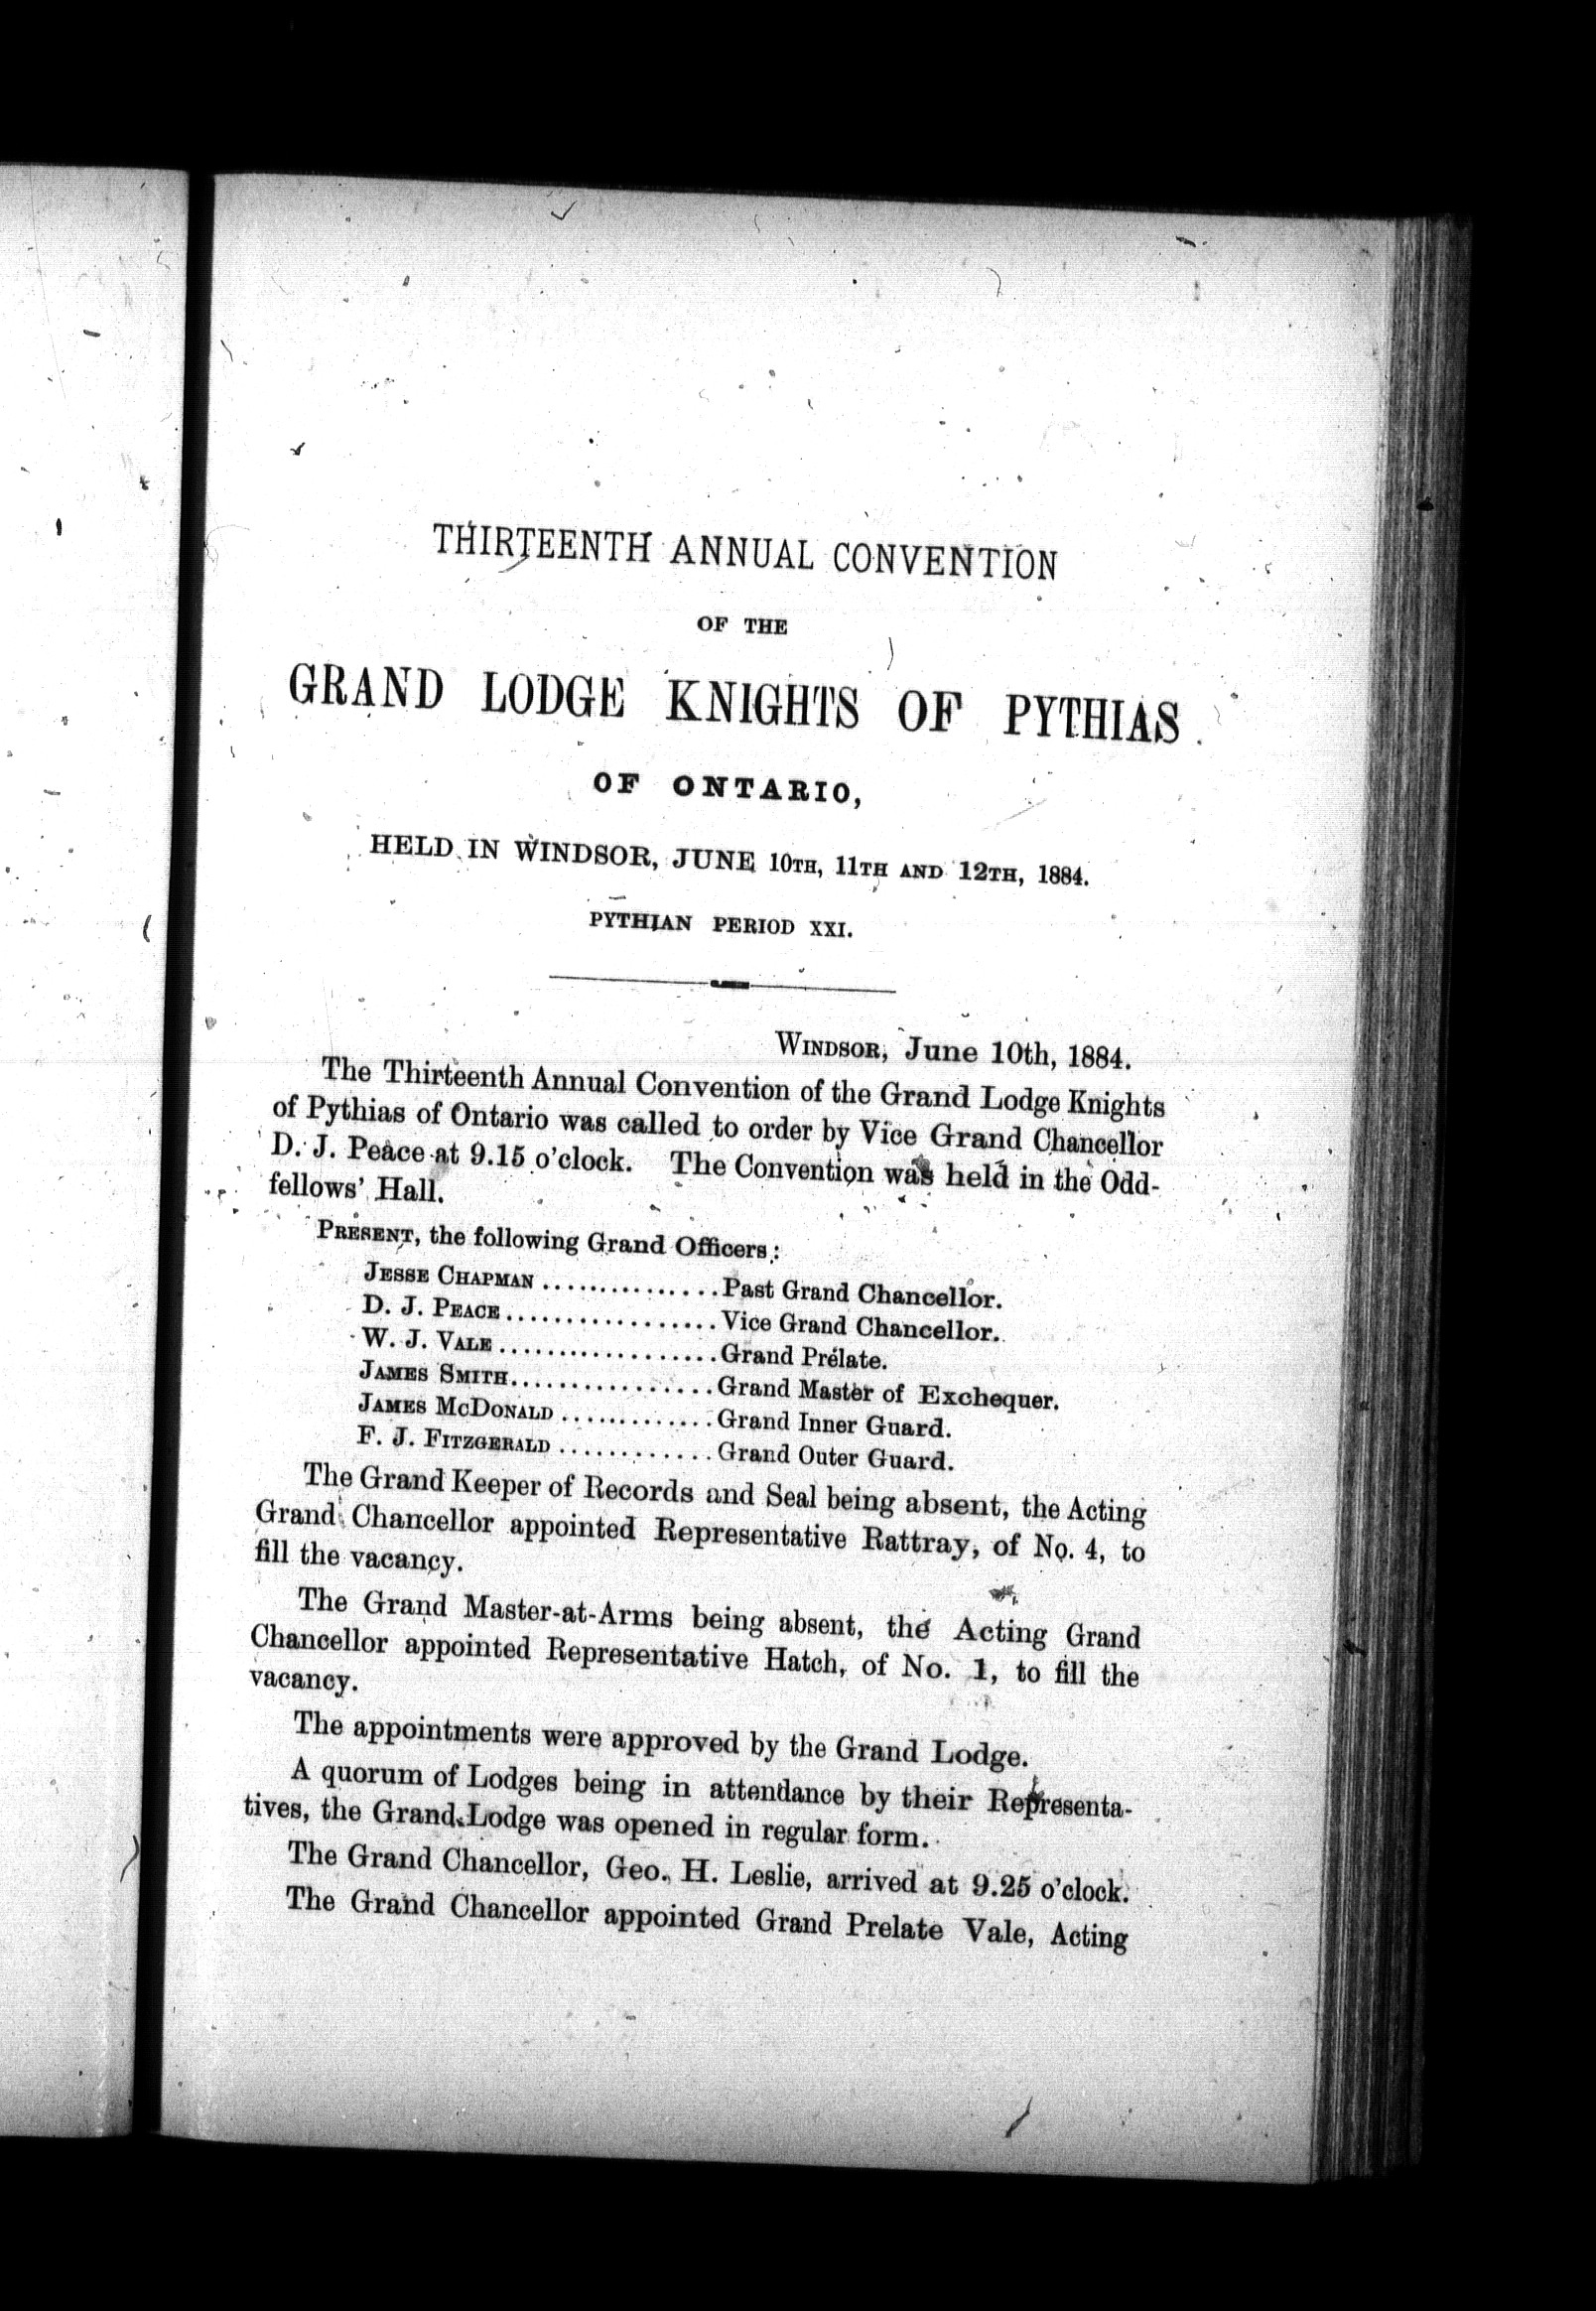 THIRTEENTH ANNUAL CONVENTION
OF THE
GRAND LODGE KNIGHTS OF PYTHIAS
OF ONTARIO,
HELD IN WINDSOR, JUNE 10TH, 11TH AND 12TH, 1884.
PYTHIAN PERIOD XXI.
WINDSOR, June 10th, 1884.
The Thirteenth Annual Convention of the Grand Lodge Knights
of Pythias of Ontario was called to order by Vice Grand Chancellor
D. J. Peace at 9.15 o'clock. The Convention was held in the Odd-
fellows' Hall.
PRESENT, the following Grand Officers:
JESSE CHAPMAN ............... Past Grand Chancellor.
D. J. PEACE .................. Vice Grand Chancellor.
W. J. VALE ................... Grand Prelate.
JAMES SMITH ................. Grand Master of Exchequer.
JAMES MCDONALD ............. Grand Inner Guard.
F. J. FITZGERALD ............. Grand Outer Guard.
The Grand Keeper of Records and Seal being absent, the Acting
Grand Chancellor appointed Representative Rattray, of No. 4, to
fill the vacancy.
The Grand Master-at-Arms being absent, the Acting Grand
Chancellor appointed Representative Hatch, of No. 1, to fill the
vacancy.
The appointments were approved by the Grand Lodge.
A quorum of Lodges being in attendance by their Representa-
tives, the Grand Lodge was opened in regular form.
The Grand Chancellor, Geo. H. Leslie, arrived at 9.25 o'clock.
The Grand Chancellor appointed Grand Prelate Vale, Acting